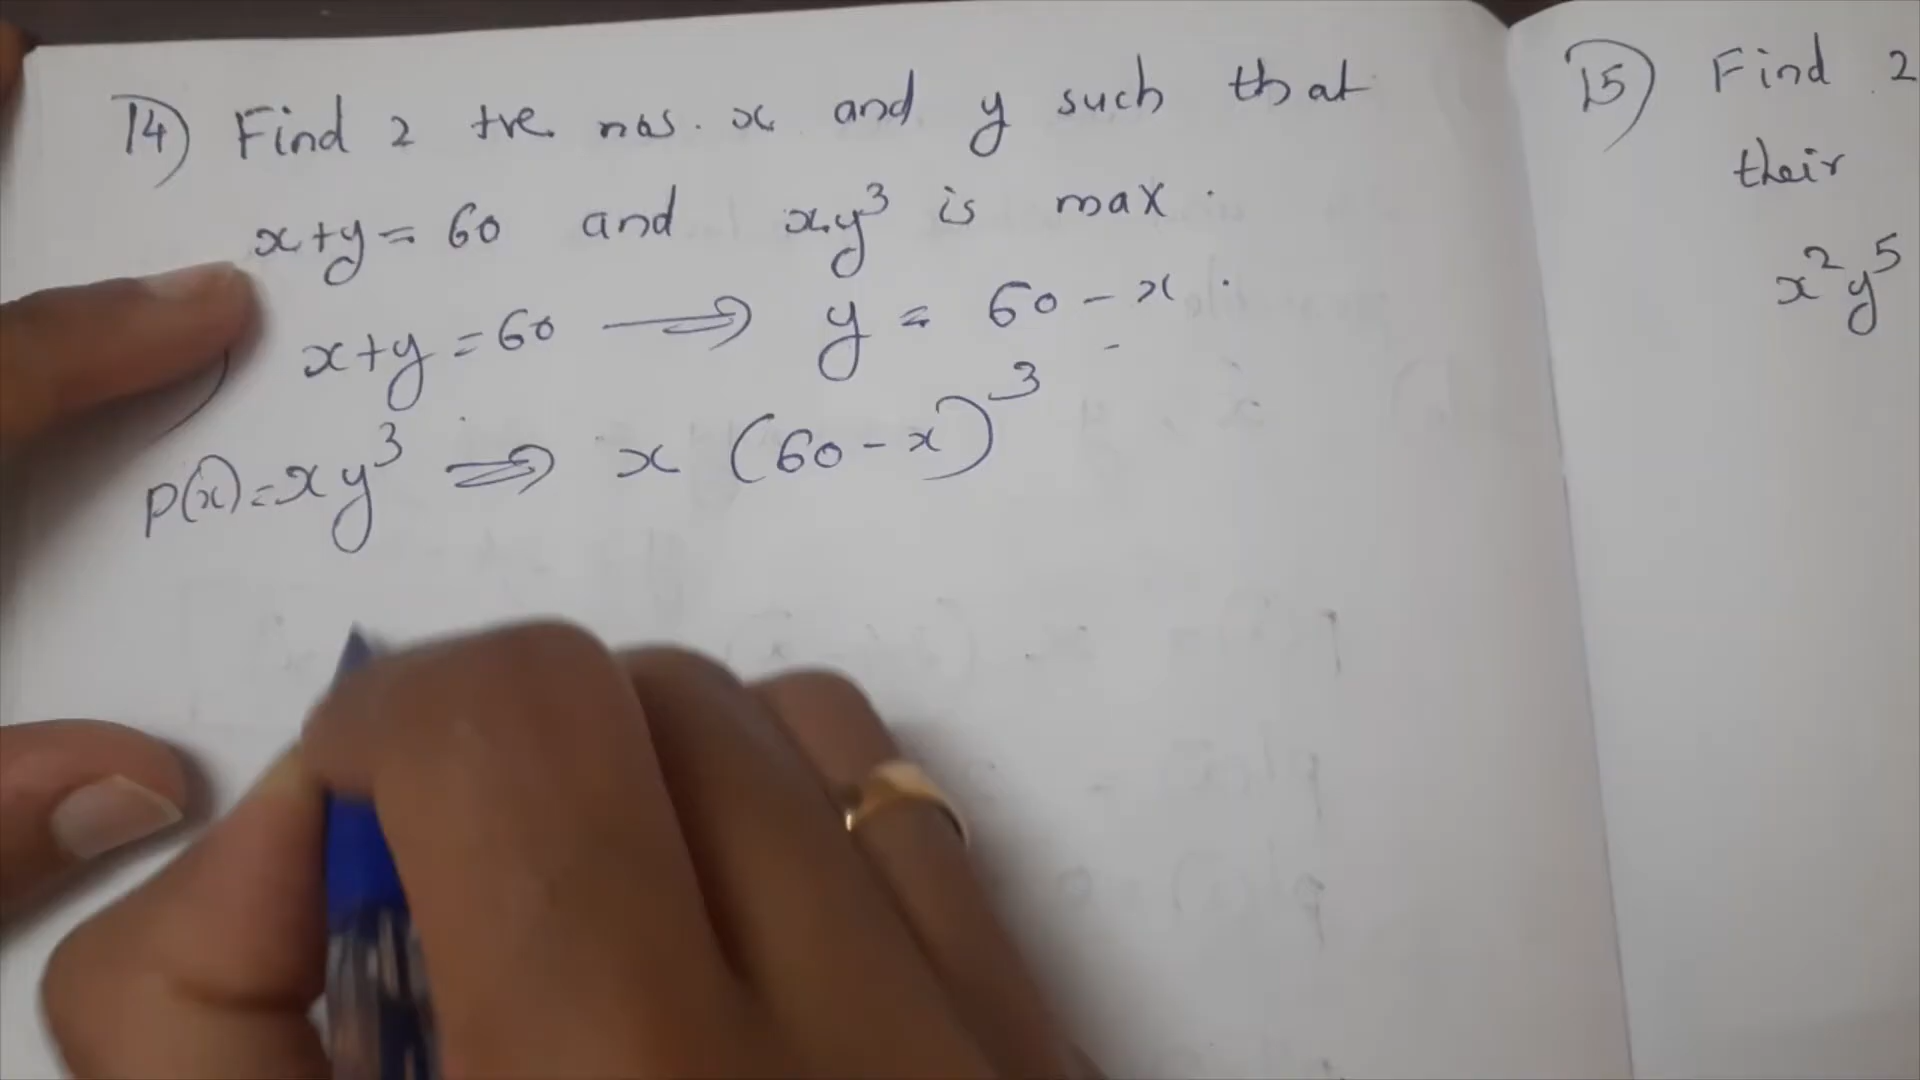 14) Find 2 +ve nos. x and y such that
x+y = 60 and xy³ is max.
x+y = 60 ⟹ y = 60 - x.
P(x) = xy³ ⟹ x (60 - x)³
15) Find 2
their
x²y⁵